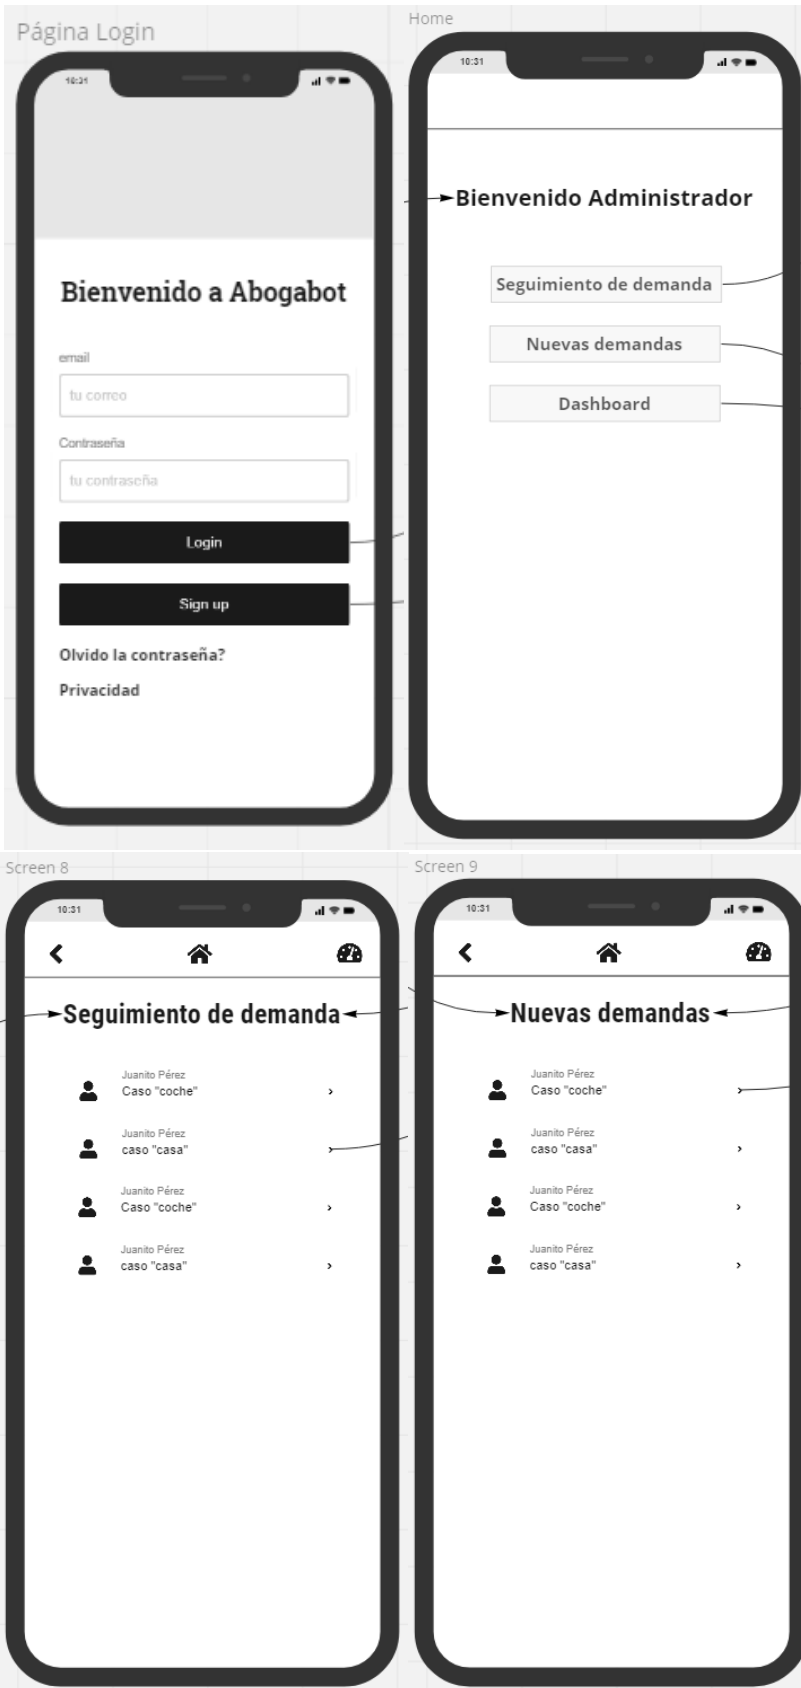 Página Login
10:31
Bienvenido a Abogabot
email
tu correo
Contraseña
tu contraseña
Login
Sign up
Olvido la contraseña?
Privacidad
Home
10:31
Bienvenido Administrador
Seguimiento de demanda
Nuevas demandas
Dashboard
Screen 8
10:31
Seguimiento de demanda
Juanito Pérez
Caso "coche"
Juanito Pérez
caso "casa"
Juanito Pérez
Caso "coche"
Juanito Pérez
caso "casa"
Screen 9
10:31
Nuevas demandas
Juanito Pérez
Caso "coche"
Juanito Pérez
caso "casa"
Juanito Pérez
Caso "coche"
Juanito Pérez
caso "casa"